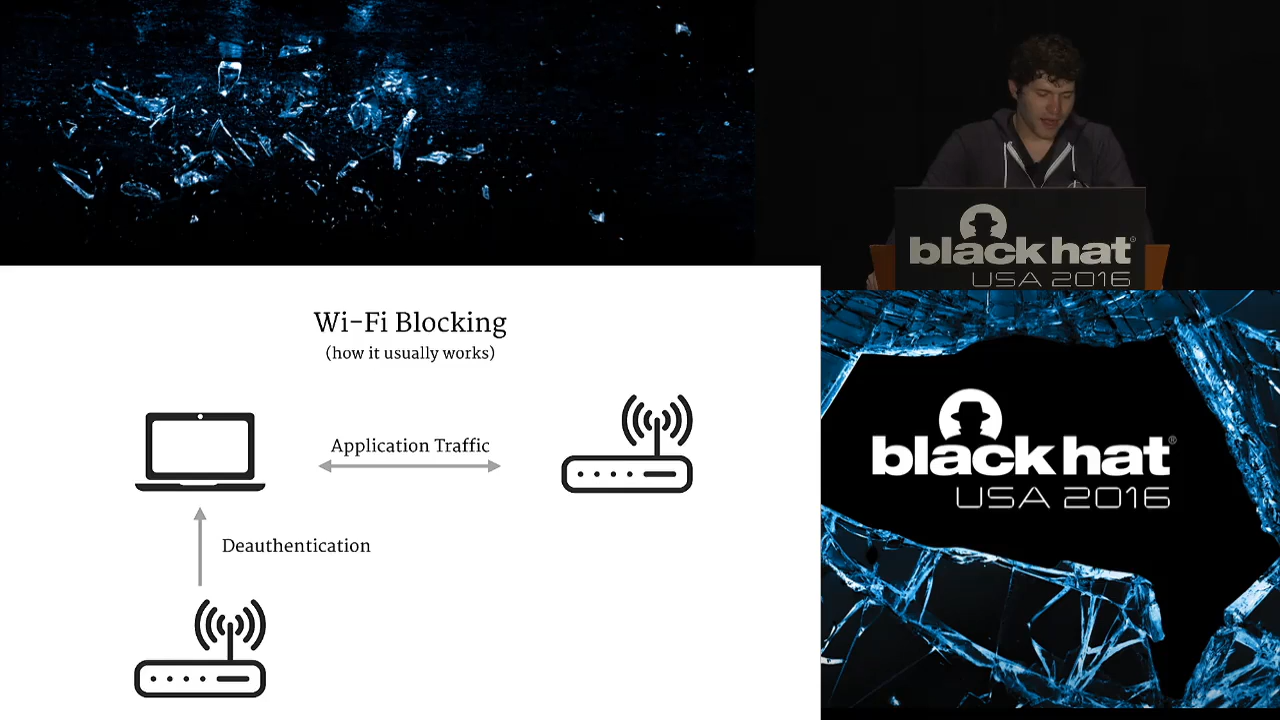 black hat®
USA 2016
Wi-Fi Blocking
(how it usually works)
Application Traffic
Deauthentication
black hat®
USA 2016